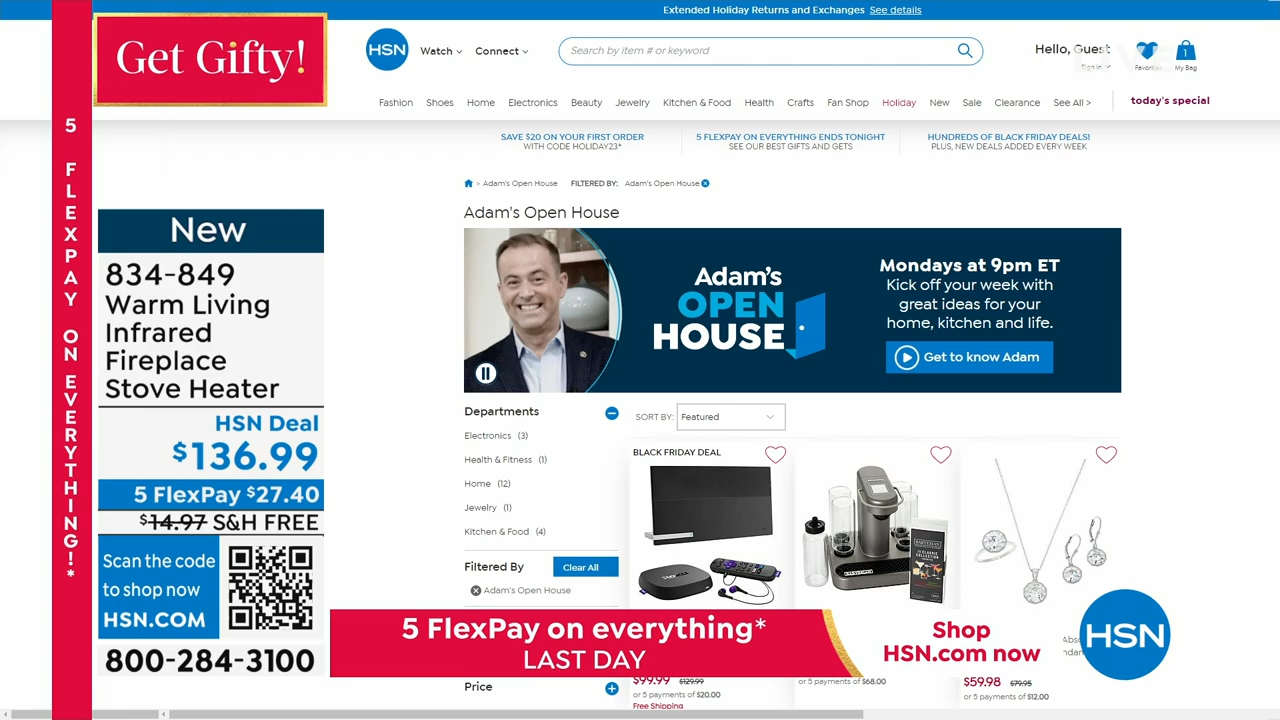 Extended Holiday Returns and Exchanges See details
Get Gifty!
HSN
Watch
Connect
Search by item # or keyword
Hello, Guest
Sign In
Favorites
1
My Bag
Fashion Shoes Home Electronics Beauty Jewelry Kitchen & Food Health Crafts Fan Shop Holiday New Sale Clearance See All >
today's special
5 FLEXPAY ON EVERYTHING!*
SAVE $20 ON YOUR FIRST ORDER
WITH CODE HOLIDAY23*
5 FLEXPAY ON EVERYTHING ENDS TONIGHT
SEE OUR BEST GIFTS AND GETS
HUNDREDS OF BLACK FRIDAY DEALS!
PLUS, NEW DEALS ADDED EVERY WEEK
> Adam's Open House FILTERED BY: Adam's Open House
Adam's Open House
New
834-849
Warm Living
Infrared
Fireplace
Stove Heater
HSN Deal
$136.99
5 FlexPay $27.40
$14.97 S&H FREE
Scan the code
to shop now
HSN.COM
800-284-3100
Adam's
OPEN
HOUSE
Mondays at 9pm ET
Kick off your week with
great ideas for your
home, kitchen and life.
Get to know Adam
Departments
Electronics (3)
Health & Fitness (1)
Home (12)
Jewelry (1)
Kitchen & Food (4)
Filtered By
Clear All
Adam's Open House
Price
SORT BY: Featured
BLACK FRIDAY DEAL
5 FlexPay on everything*
LAST DAY
Shop
HSN.com now
HSN
$99.99 $129.99
or 5 payments of $20.00
Free Shipping
or 5 payments of $68.00
$59.98 $79.95
or 5 payments of $12.00